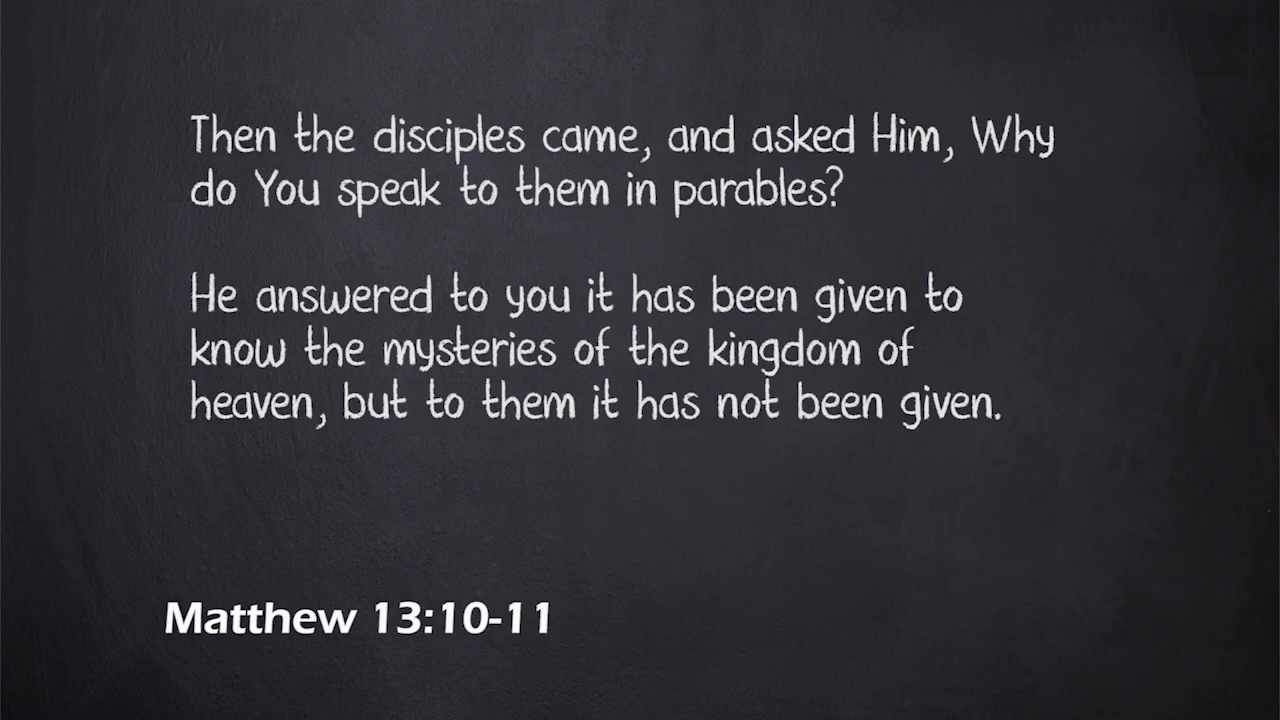 Then the disciples came, and asked Him, Why
do You speak to them in parables?
He answered to you it has been given to
know the mysteries of the kingdom of
heaven, but to them it has not been given.
Matthew 13:10-11